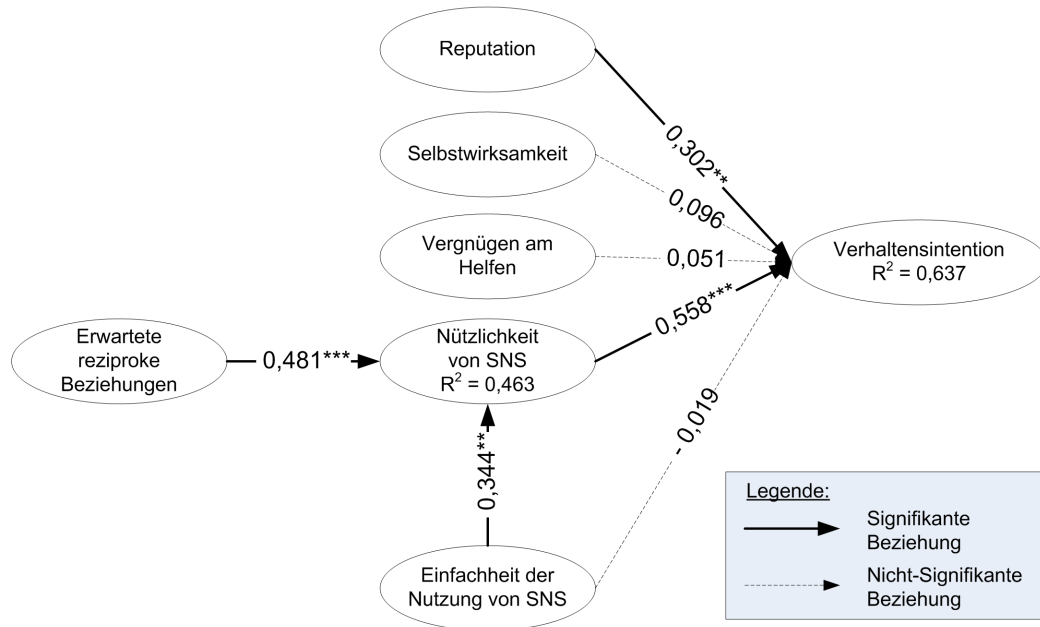 Reputation
0,302**
Selbstwirksamkeit
0,096
Vergnügen am
Helfen
0,051
Verhaltensintention
R² = 0,637
0,558***
Erwartete
reziproke
Beziehungen
0,481***
Nützlichkeit
von SNS
R² = 0,463
0,344**
- 0,019
Einfachheit der
Nutzung von SNS
Legende:
Signifikante
Beziehung
Nicht-Signifikante
Beziehung